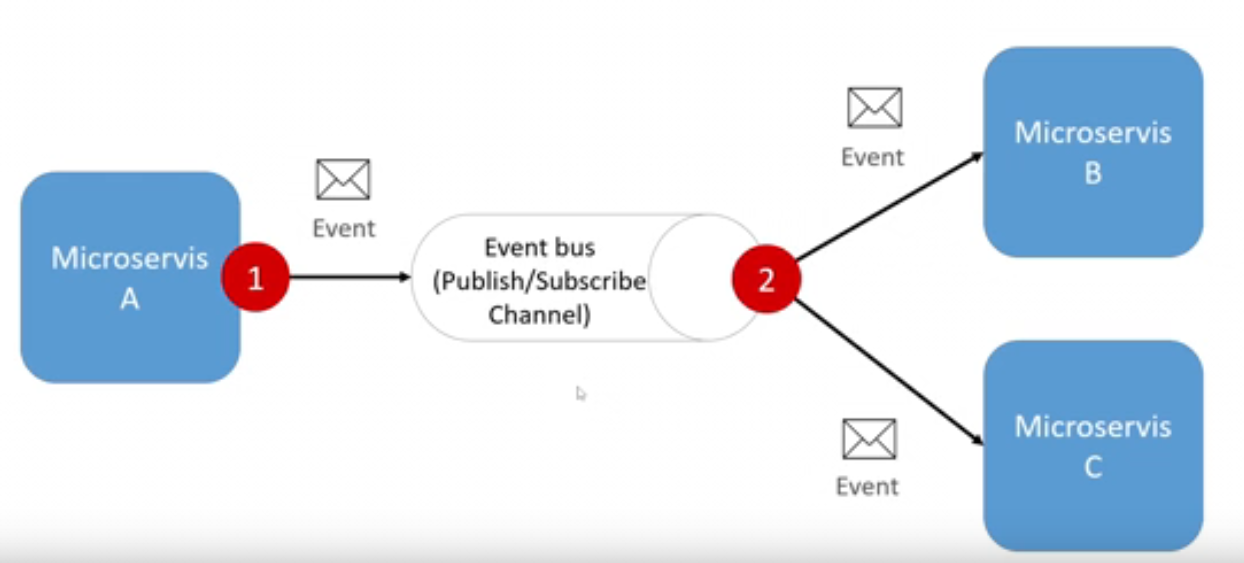 Microservis
A
1
Event
Event bus
(Publish/Subscribe
Channel)
2
Event
Microservis
B
Event
Microservis
C